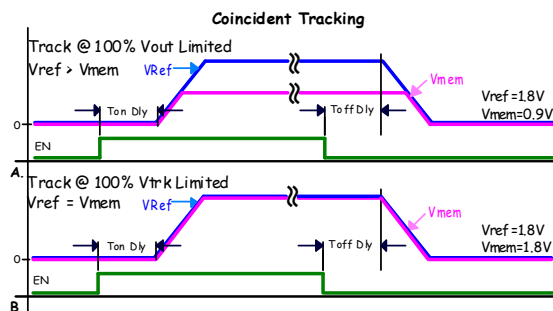 Coincident Tracking
Track @ 100% Vout Limited
Vref > Vmem
VRef
Vmem
Ton Dly
Toff Dly
Vref =1.8V
Vmem=0.9V
0
EN
A.
Track @ 100% Vtrk Limited
Vref = Vmem
VRef
Vmem
Ton Dly
Toff Dly
Vref =1.8V
Vmem=1.8V
0
EN
B